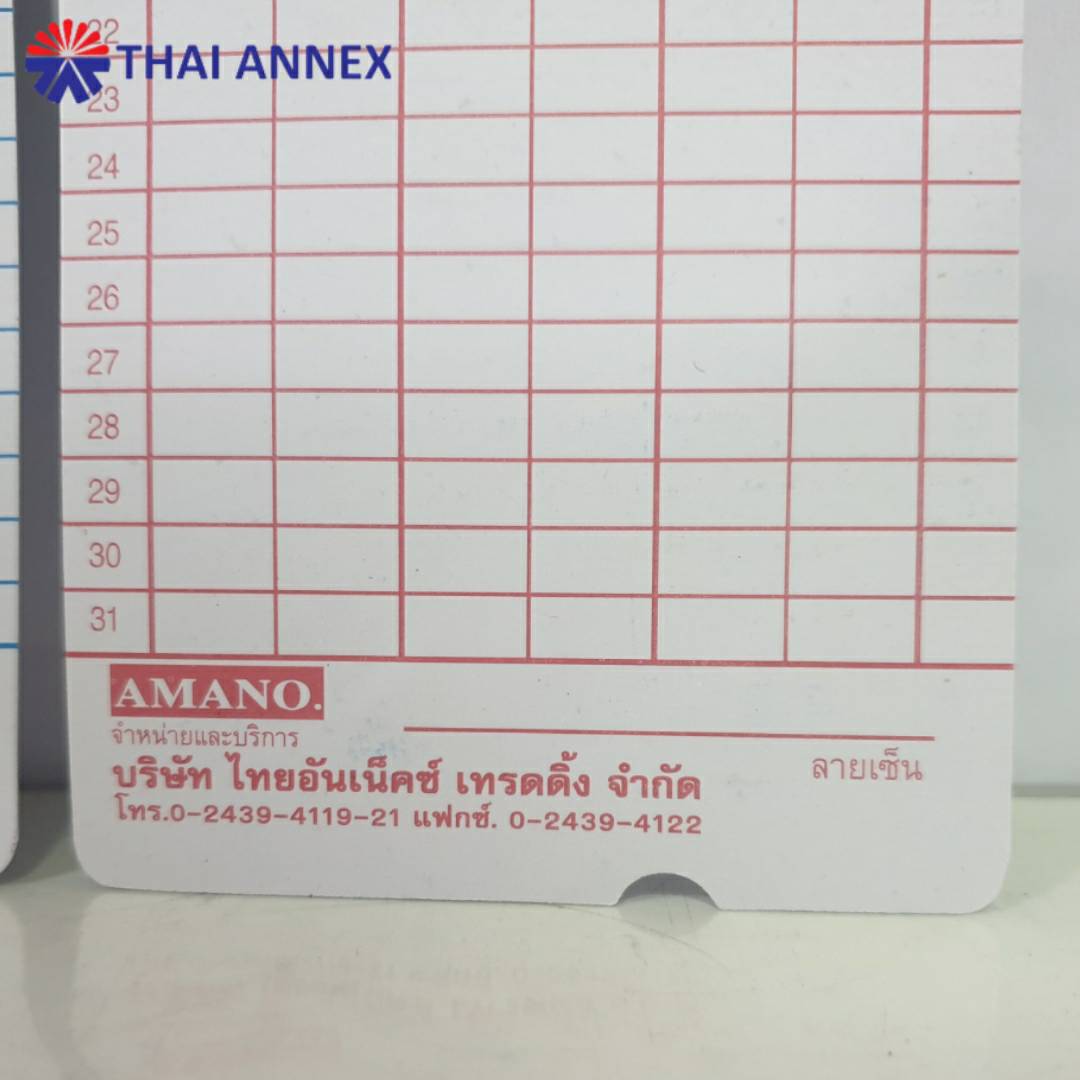 THAI ANNEX
22
23
24
25
26
27
28
29
30
31
AMANO.
จำหน่ายและบริการ
บริษัท ไทยอันเน็คซ์ เทรดดิ้ง จำกัด
ลายเซ็น
โทร.0-2439-4119-21 แฟกซ์. 0-2439-4122